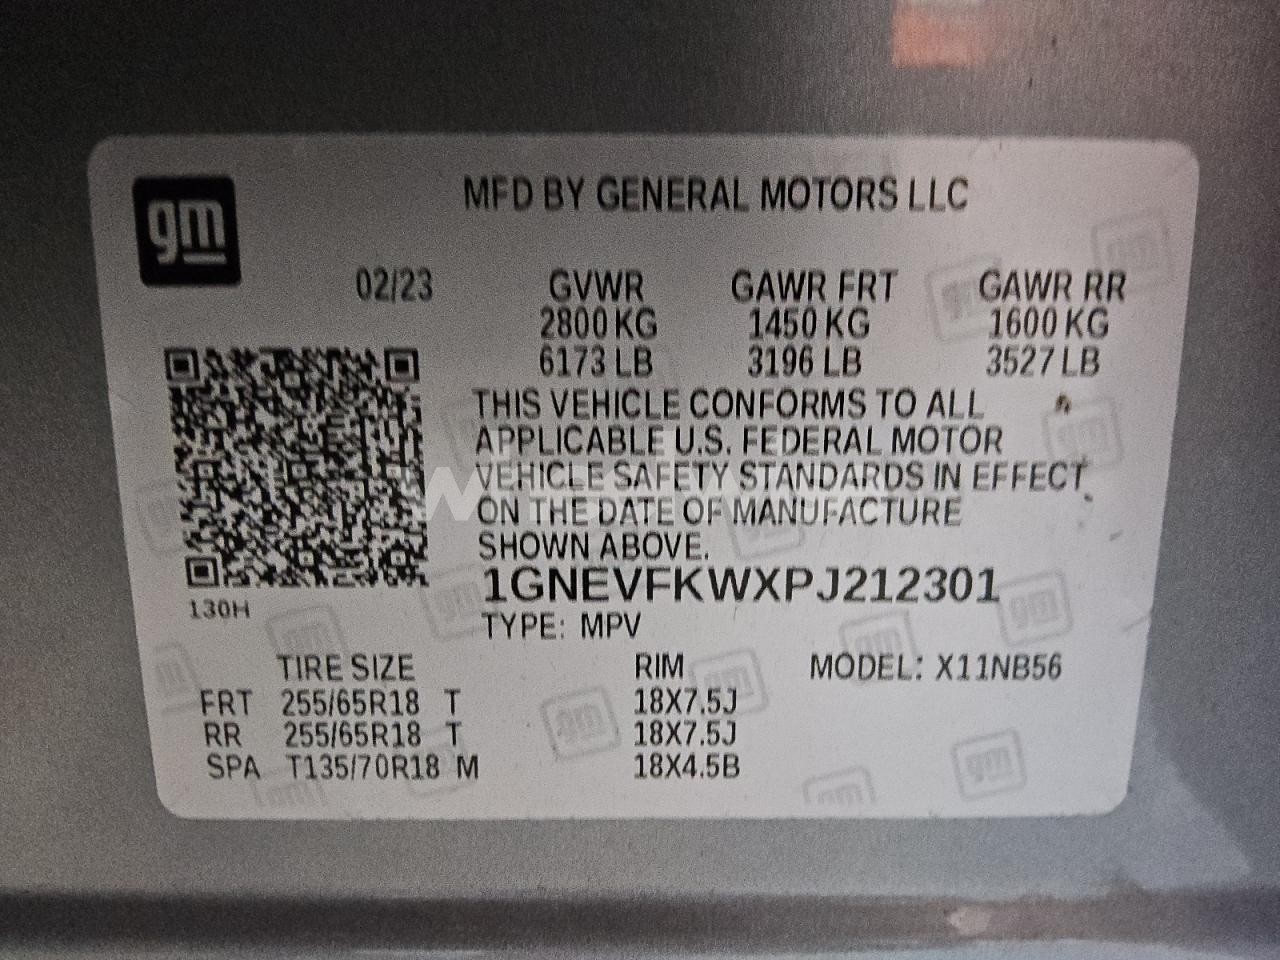 gm
MFD BY GENERAL MOTORS LLC
02/23 GVWR GAWR FRT GAWR RR
2800 KG 1450 KG 1600 KG
6173 LB 3196 LB 3527 LB
THIS VEHICLE CONFORMS TO ALL
APPLICABLE U.S. FEDERAL MOTOR
VEHICLE SAFETY STANDARDS IN EFFECT
ON THE DATE OF MANUFACTURE
SHOWN ABOVE.
1GNEVFKWXPJ212301
130H
TYPE: MPV
TIRE SIZE RIM MODEL: X11NB56
FRT 255/65R18 T 18X7.5J
RR 255/65R18 T 18X7.5J
SPA T135/70R18 M 18X4.5B